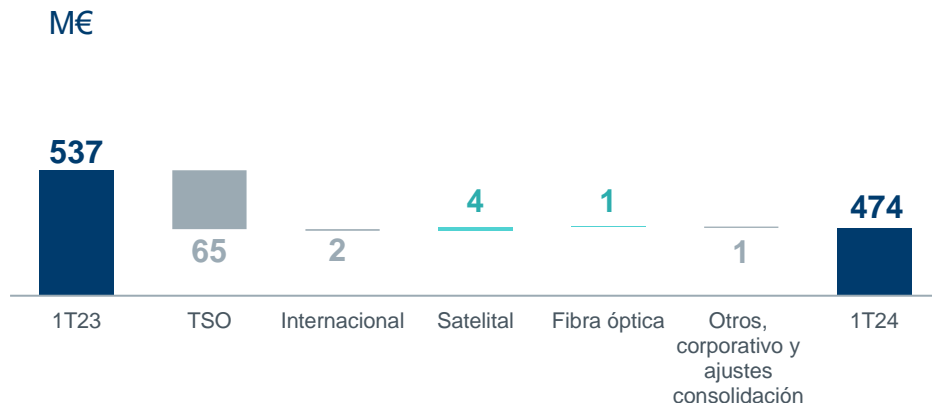 M€
537
65
2
4
1
1
474
1T23
TSO
Internacional
Satelital
Fibra óptica
Otros,
corporativo y
ajustes
consolidación
1T24